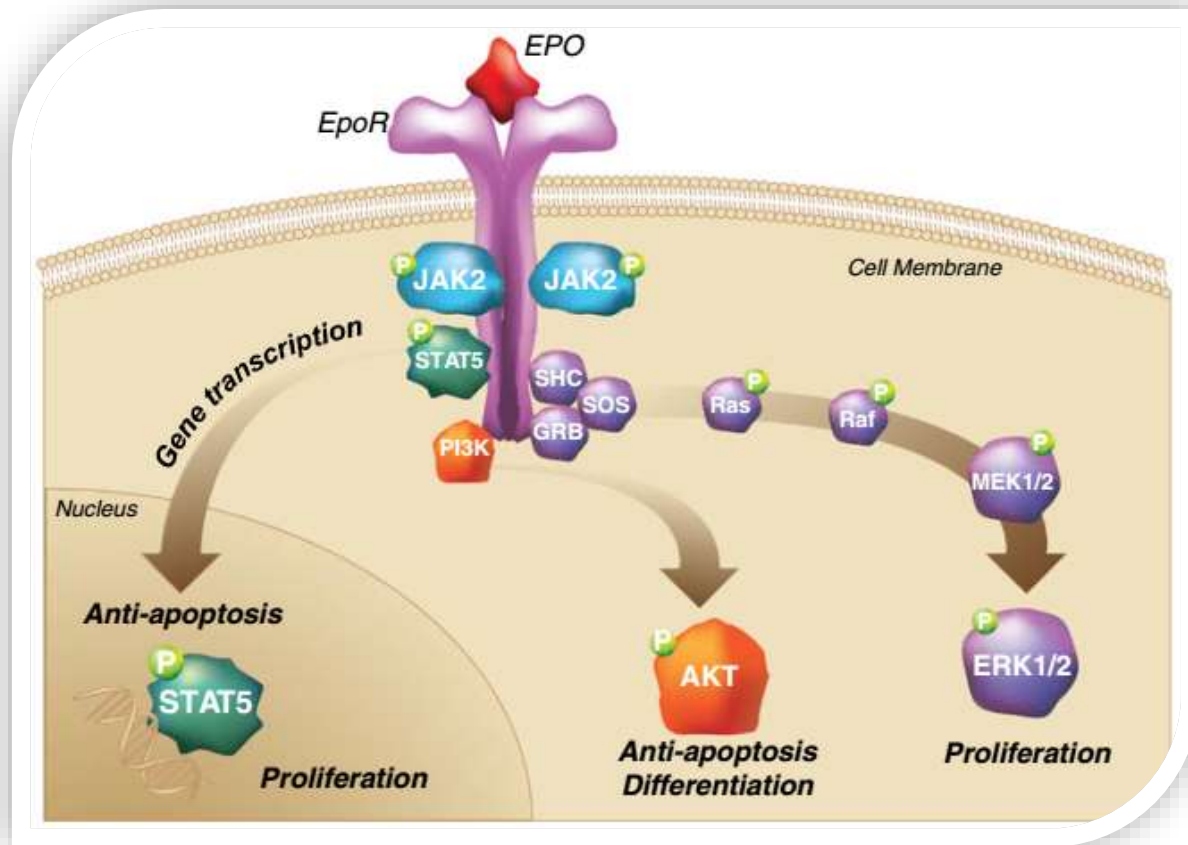 EPO
EpoR
Cell Membrane
P
JAK2
JAK2
P
P
STAT5
Gene transcription
SHC
SOS
GRB
PI3K
P
Ras
P
Raf
P
MEK1/2
Nucleus
Anti-apoptosis
P
STAT5
Proliferation
P
AKT
Anti-apoptosis
Differentiation
P
ERK1/2
Proliferation